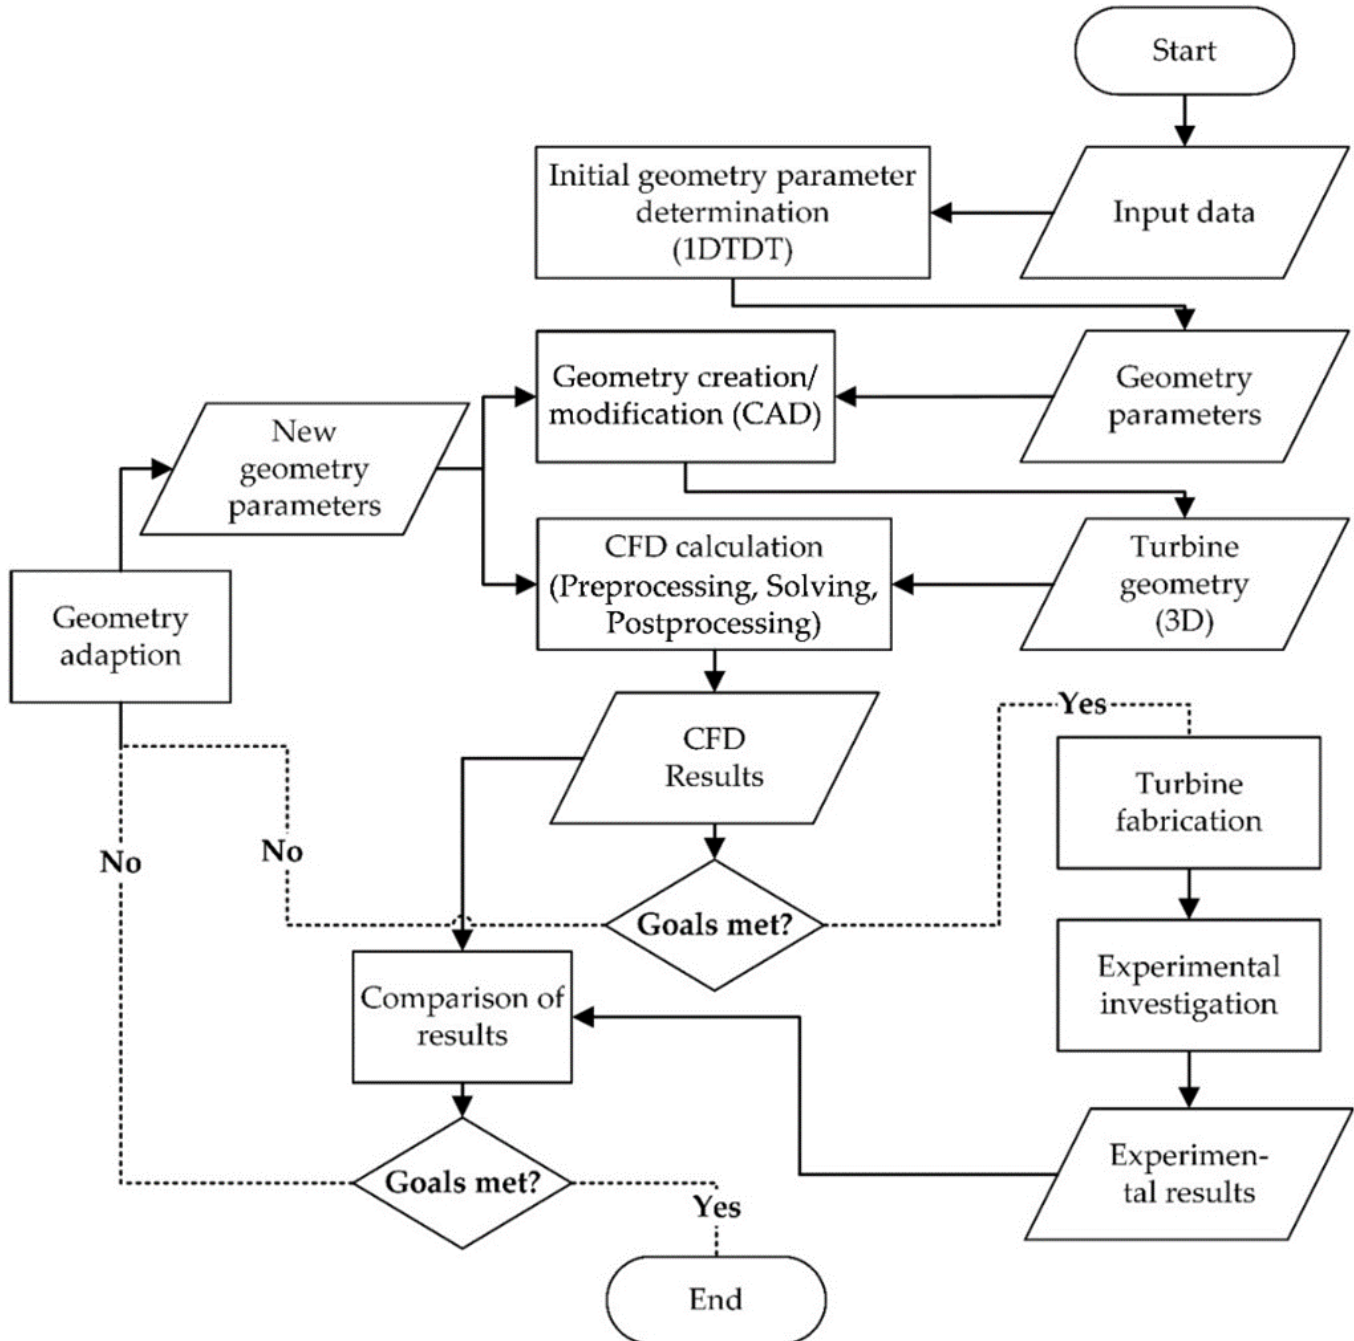 Start
Input data
Initial geometry parameter
determination
(1DTDT)
Geometry
parameters
Geometry creation/
modification (CAD)
New
geometry
parameters
Turbine
geometry
(3D)
CFD calculation
(Preprocessing, Solving,
Postprocessing)
Geometry
adaption
CFD
Results
Yes
Turbine
fabrication
No
No
Goals met?
Experimental
investigation
Comparison of
results
Experimen-
tal results
Goals met?
Yes
End